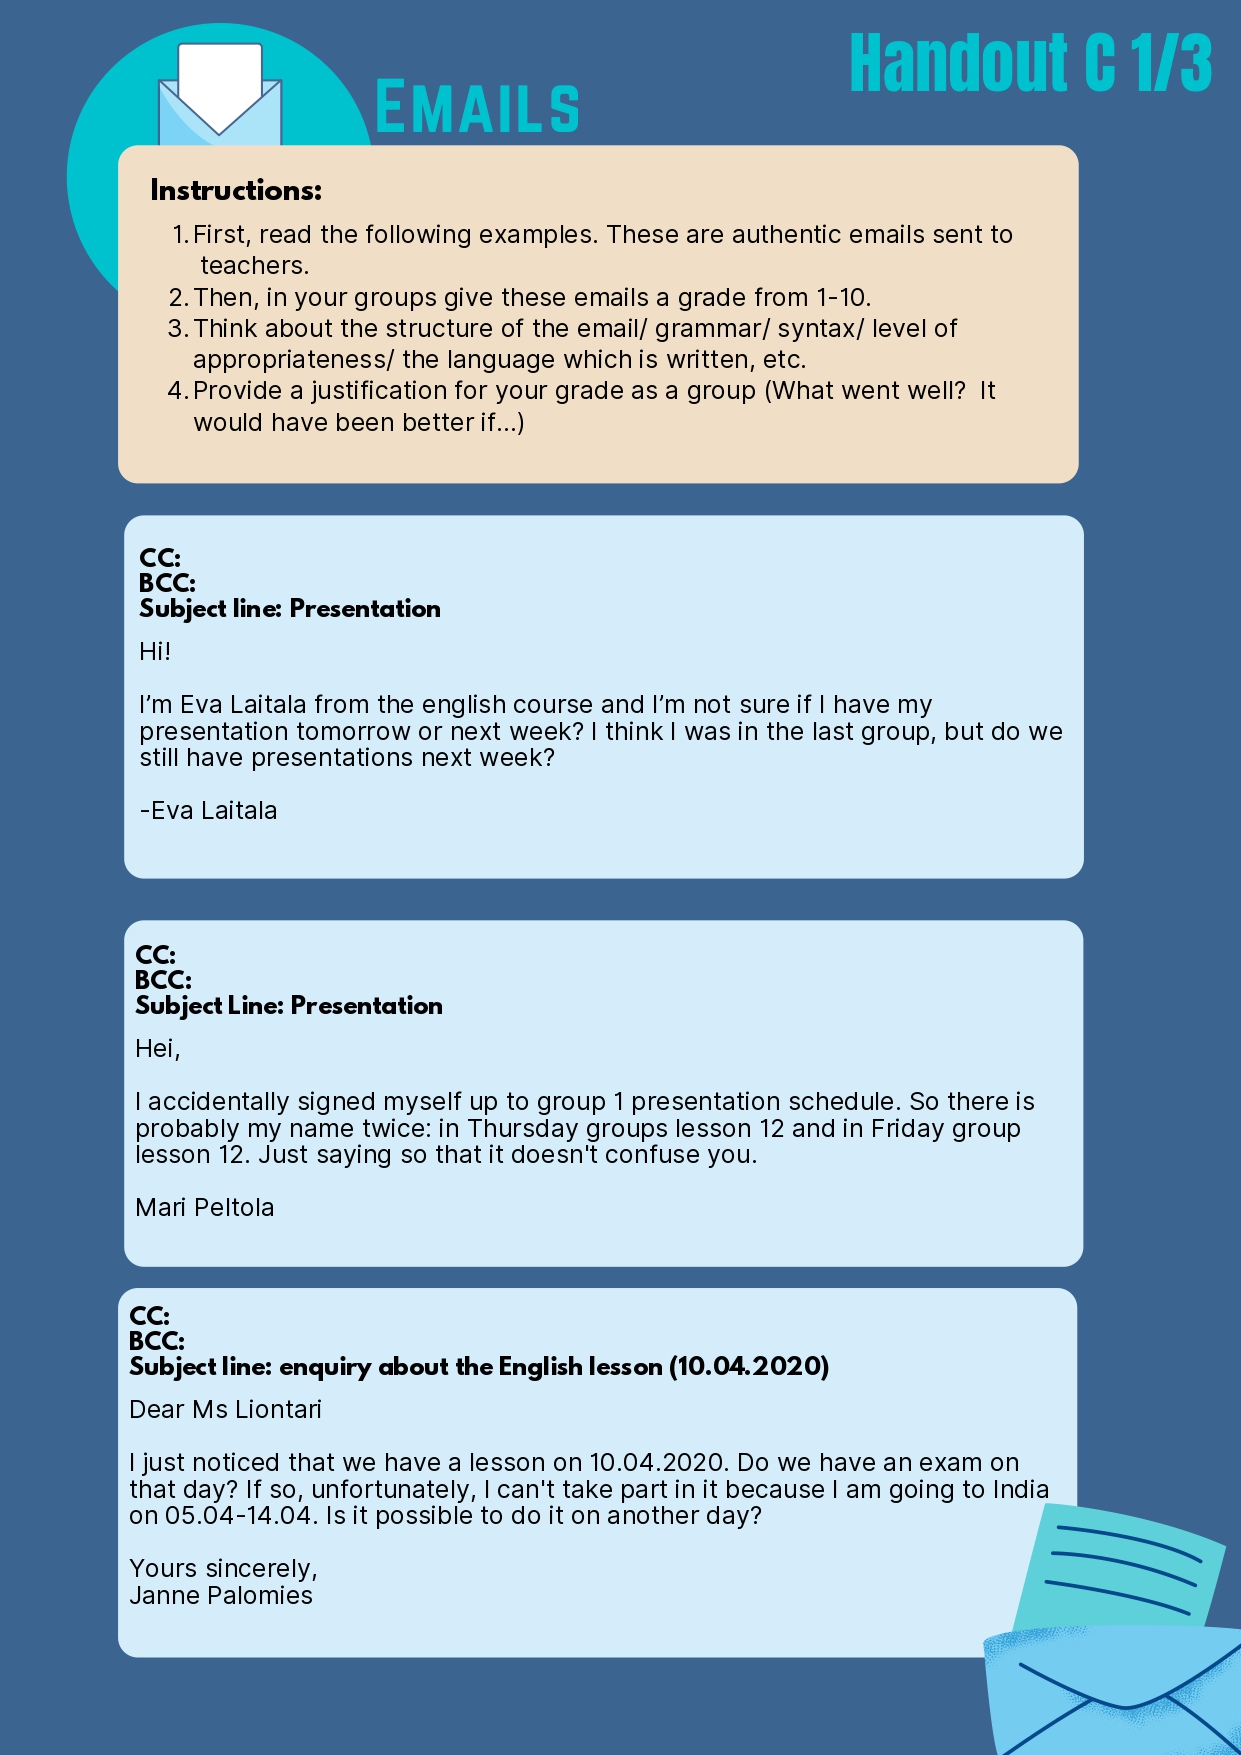 Handout C 1/3
EMAILS
Instructions:
1. First, read the following examples. These are authentic emails sent to
teachers.
2. Then, in your groups give these emails a grade from 1-10.
3. Think about the structure of the email/ grammar/ syntax/ level of
appropriateness/ the language which is written, etc.
4. Provide a justification for your grade as a group (What went well?  It
would have been better if...)
CC:
BCC:
Subject line: Presentation
Hi!
I’m Eva Laitala from the english course and I’m not sure if I have my
presentation tomorrow or next week? I think I was in the last group, but do we
still have presentations next week?
-Eva Laitala
CC:
BCC:
Subject Line: Presentation
Hei,
I accidentally signed myself up to group 1 presentation schedule. So there is
probably my name twice: in Thursday groups lesson 12 and in Friday group
lesson 12. Just saying so that it doesn't confuse you.
Mari Peltola
CC:
BCC:
Subject line: enquiry about the English lesson (10.04.2020)
Dear Ms Liontari
I just noticed that we have a lesson on 10.04.2020. Do we have an exam on
that day? If so, unfortunately, I can't take part in it because I am going to India
on 05.04-14.04. Is it possible to do it on another day?
Yours sincerely,
Janne Palomies